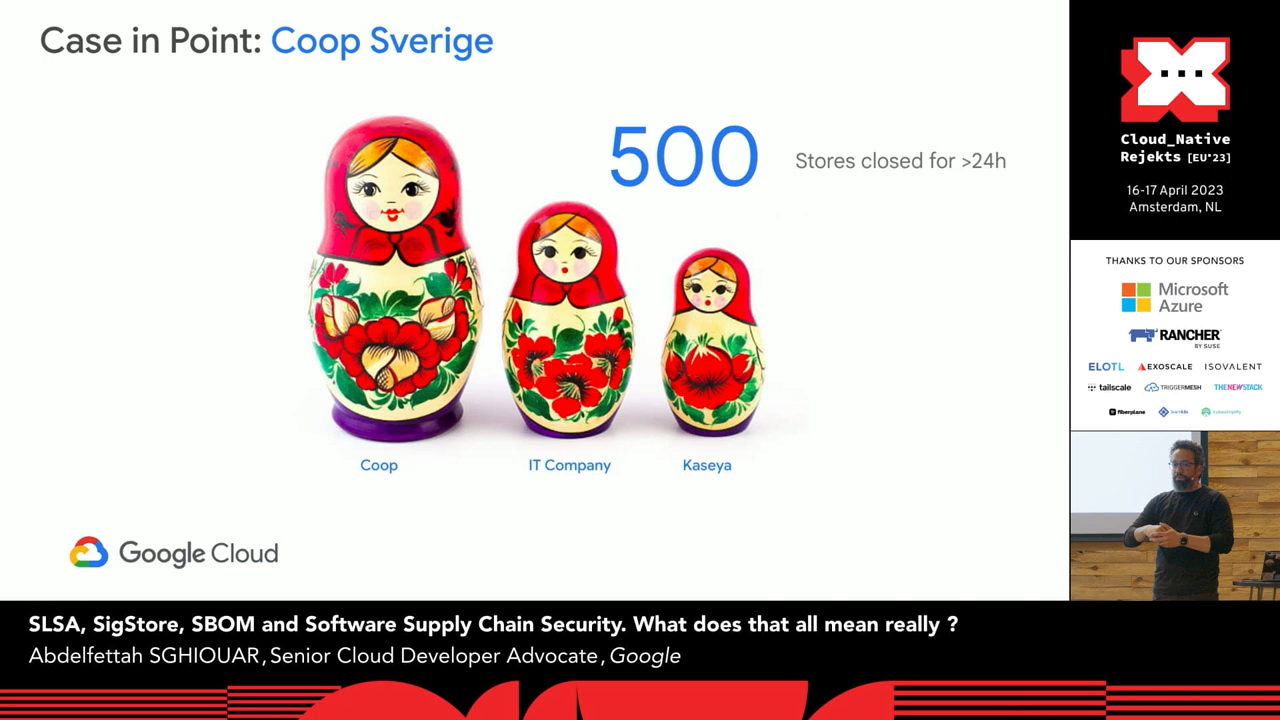 Case in Point: Coop Sverige
500
Stores closed for >24h
Coop
IT Company
Kaseya
Google Cloud
Cloud_Native
Rejekts [EU'23]
16-17 April 2023
Amsterdam, NL
THANKS TO OUR SPONSORS
Microsoft
Azure
RANCHER
BY SUSE
ELOTL
EXOSCALE
ISOVALENT
tailscale
TRIGGERMESH
THENEWSTACK
fiberplane
SLSA, SigStore, SBOM and Software Supply Chain Security. What does that all mean really ?
Abdelfettah SGHIOUAR, Senior Cloud Developer Advocate, Google